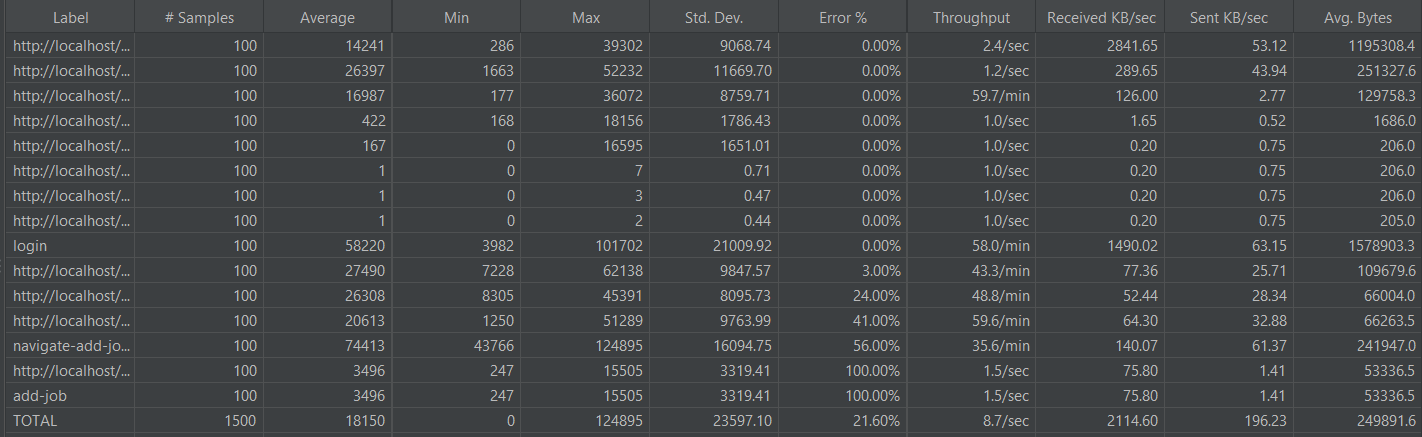 Label # Samples Average Min Max Std. Dev. Error % Throughput Received KB/sec Sent KB/sec Avg. Bytes
http://localhost/... 100 14241 286 39302 9068.74 0.00% 2.4/sec 2841.65 53.12 1195308.4
http://localhost/... 100 26397 1663 52232 11669.70 0.00% 1.2/sec 289.65 43.94 251327.6
http://localhost/... 100 16987 177 36072 8759.71 0.00% 59.7/min 126.00 2.77 129758.3
http://localhost/... 100 422 168 18156 1786.43 0.00% 1.0/sec 1.65 0.52 1686.0
http://localhost/... 100 167 0 16595 1651.01 0.00% 1.0/sec 0.20 0.75 206.0
http://localhost/... 100 1 0 7 0.71 0.00% 1.0/sec 0.20 0.75 206.0
http://localhost/... 100 1 0 3 0.47 0.00% 1.0/sec 0.20 0.75 206.0
http://localhost/... 100 1 0 2 0.44 0.00% 1.0/sec 0.20 0.75 205.0
login 100 58220 3982 101702 21009.92 0.00% 58.0/min 1490.02 63.15 1578903.3
http://localhost/... 100 27490 7228 62138 9847.57 3.00% 43.3/min 77.36 25.71 109679.6
http://localhost/... 100 26308 8305 45391 8095.73 24.00% 48.8/min 52.44 28.34 66004.0
http://localhost/... 100 20613 1250 51289 9763.99 41.00% 59.6/min 64.30 32.88 66263.5
navigate-add-jo... 100 74413 43766 124895 16094.75 56.00% 35.6/min 140.07 61.37 241947.0
http://localhost/... 100 3496 247 15505 3319.41 100.00% 1.5/sec 75.80 1.41 53336.5
add-job 100 3496 247 15505 3319.41 100.00% 1.5/sec 75.80 1.41 53336.5
TOTAL 1500 18150 0 124895 23597.10 21.60% 8.7/sec 2114.60 196.23 249891.6